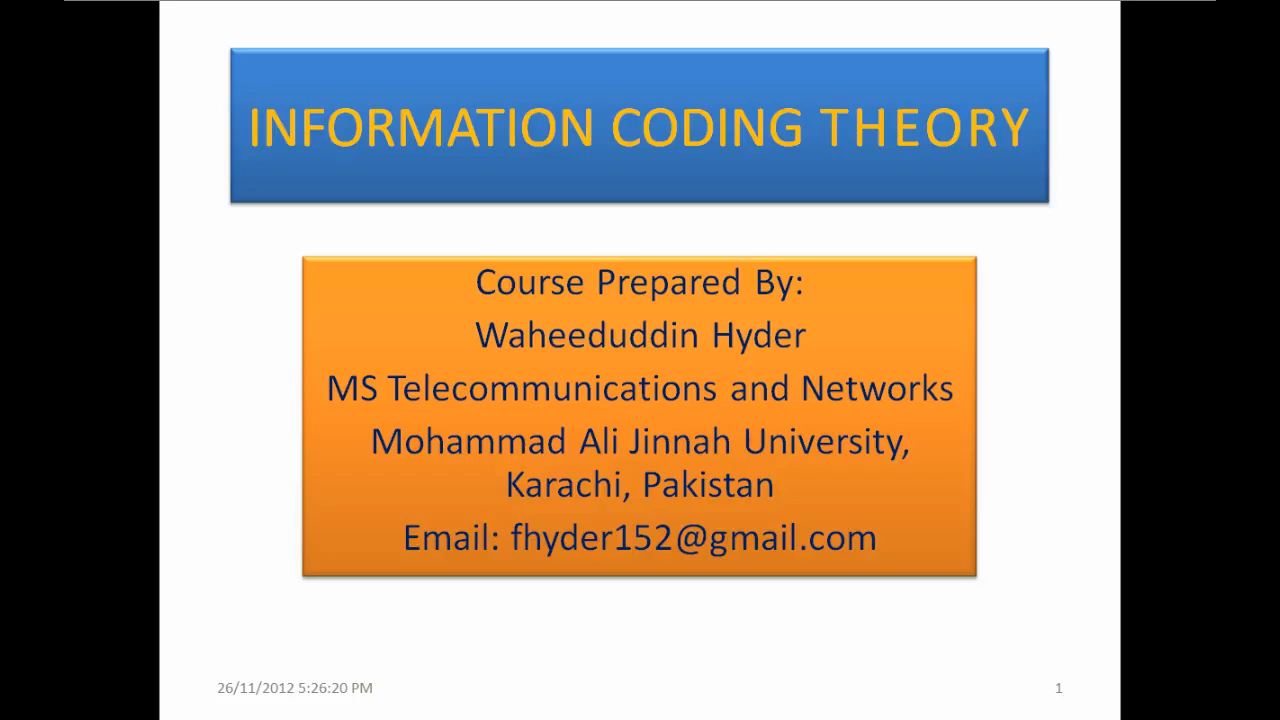 INFORMATION CODING THEORY
Course Prepared By:
Waheeduddin Hyder
MS Telecommunications and Networks
Mohammad Ali Jinnah University,
Karachi, Pakistan
Email: fhyder152@gmail.com
26/11/2012 5:26:20 PM
1